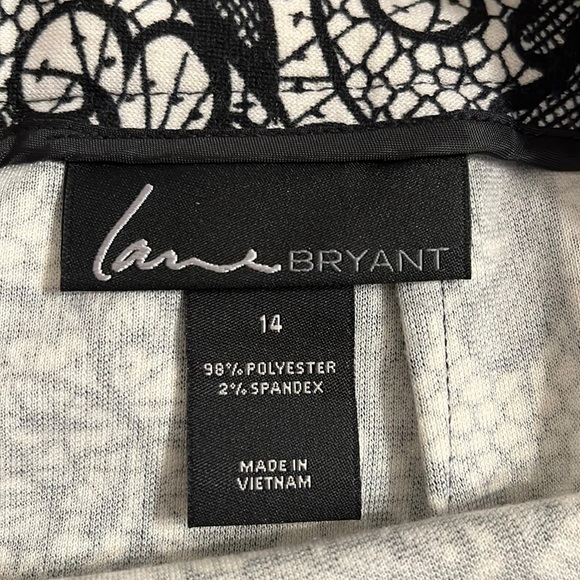 Lane BRYANT
14
98% POLYESTER
2% SPANDEX
MADE IN
VIETNAM